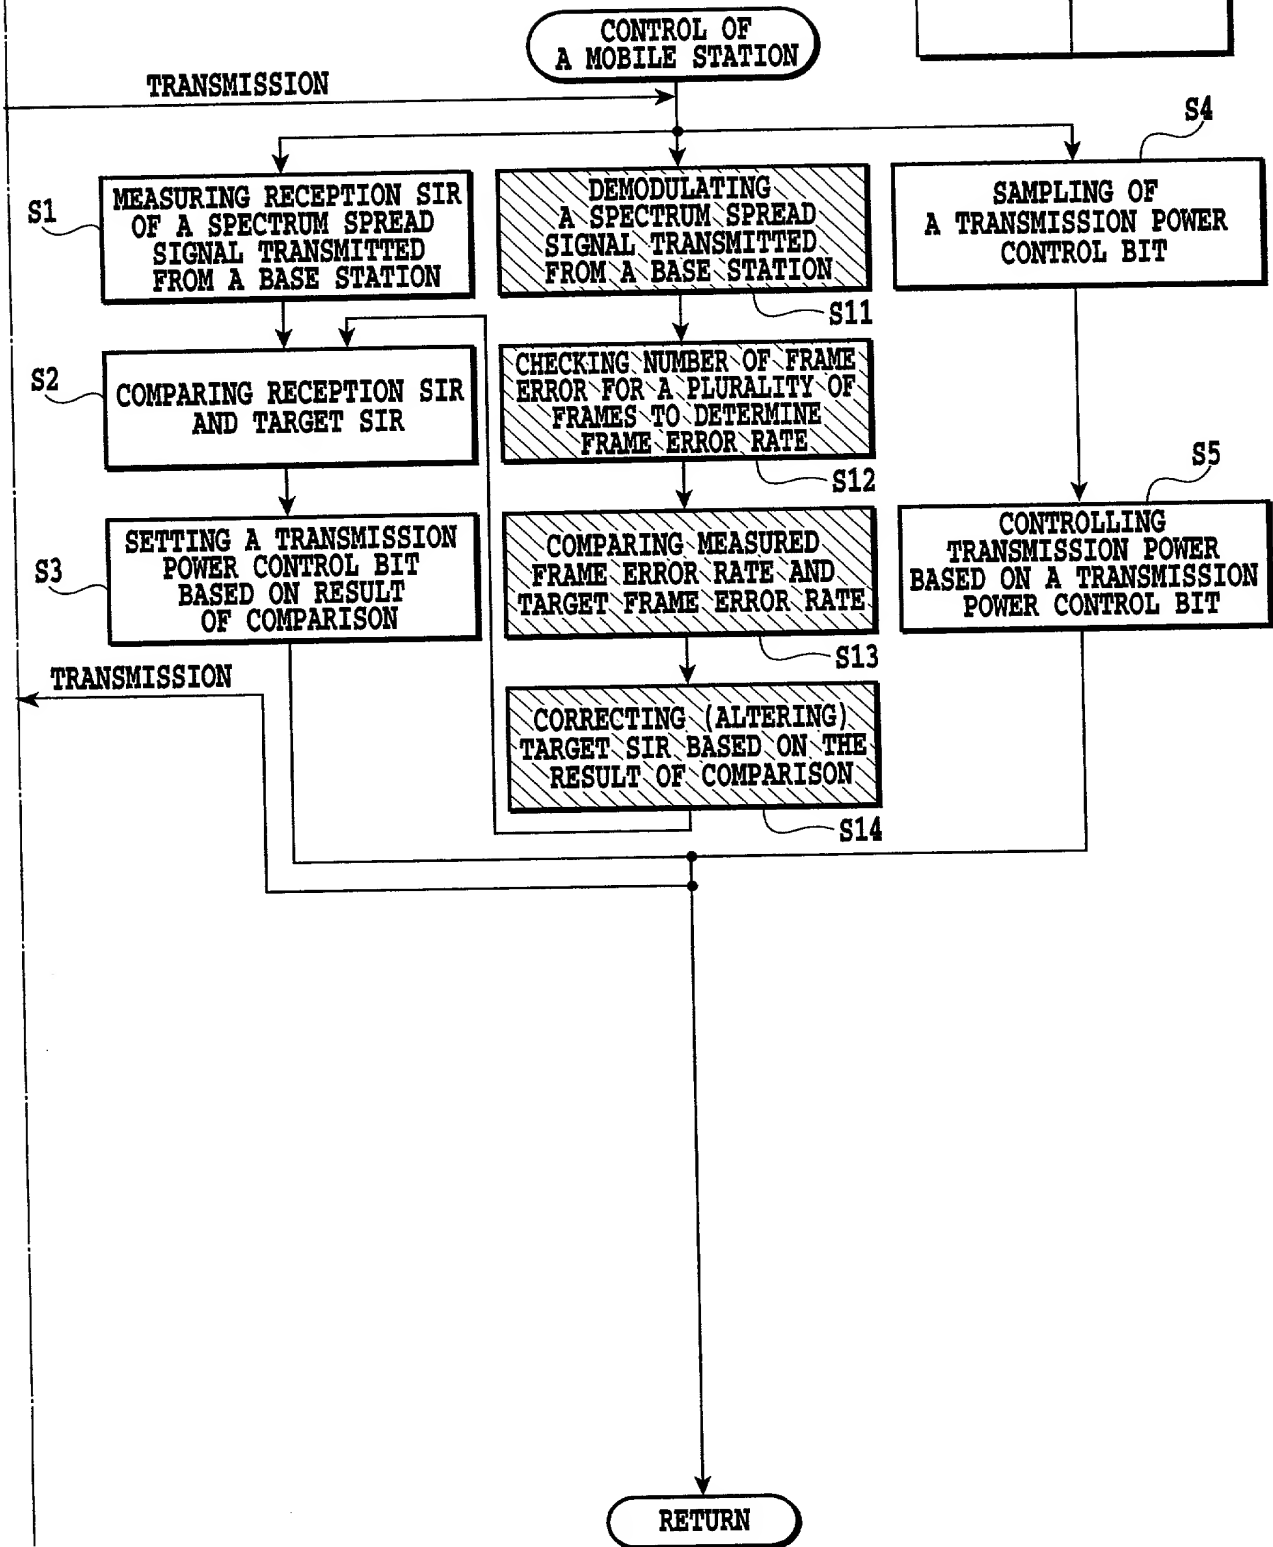 CONTROL OF
A MOBILE STATION
TRANSMISSION
S4
S1
MEASURING RECEPTION SIR
OF A SPECTRUM SPREAD
SIGNAL TRANSMITTED
FROM A BASE STATION
DEMODULATING
A SPECTRUM SPREAD
SIGNAL TRANSMITTED
FROM A BASE STATION
S11
SAMPLING OF
A TRANSMISSION POWER
CONTROL BIT
S2
COMPARING RECEPTION SIR
AND TARGET SIR
CHECKING NUMBER OF FRAME
ERROR FOR A PLURALITY OF
FRAMES TO DETERMINE
FRAME ERROR RATE
S12
S5
S3
SETTING A TRANSMISSION
POWER CONTROL BIT
BASED ON RESULT
OF COMPARISON
COMPARING MEASURED
FRAME ERROR RATE AND
TARGET FRAME ERROR RATE
S13
CONTROLLING
TRANSMISSION POWER
BASED ON A TRANSMISSION
POWER CONTROL BIT
TRANSMISSION
CORRECTING (ALTERING)
TARGET SIR BASED ON THE
RESULT OF COMPARISON
S14
RETURN